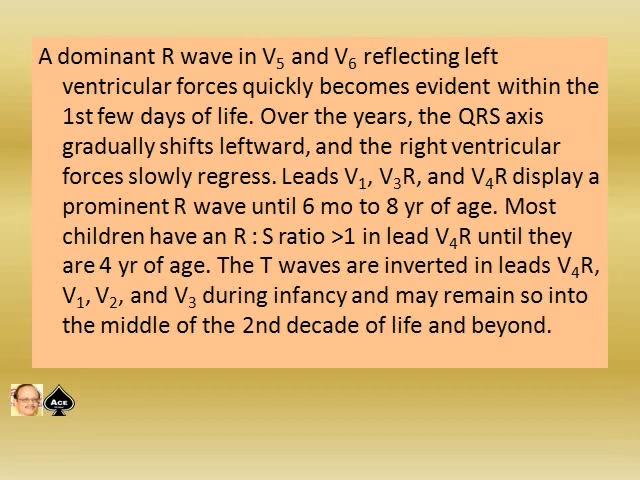 A dominant R wave in V5 and V6 reflecting left
ventricular forces quickly becomes evident within the
1st few days of life. Over the years, the QRS axis
gradually shifts leftward, and the right ventricular
forces slowly regress. Leads V1, V3R, and V4R display a
prominent R wave until 6 mo to 8 yr of age. Most
children have an R : S ratio >1 in lead V4R until they
are 4 yr of age. The T waves are inverted in leads V4R,
V1, V2, and V3 during infancy and may remain so into
the middle of the 2nd decade of life and beyond.
ACE